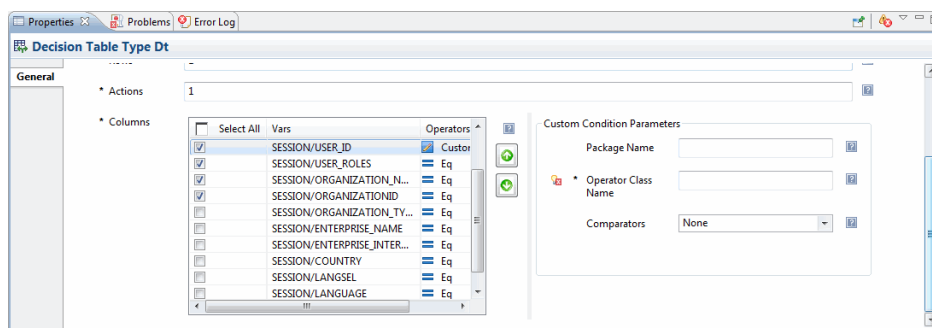 Properties Problems Error Log
Decision Table Type Dt
General
* Actions 1
* Columns
Select All Vars Operators
SESSION/USER_ID Custor
SESSION/USER_ROLES Eq
SESSION/ORGANIZATION_N... Eq
SESSION/ORGANIZATIONID Eq
SESSION/ORGANIZATION_TY... Eq
SESSION/ENTERPRISE_NAME Eq
SESSION/ENTERPRISE_INTER... Eq
SESSION/COUNTRY Eq
SESSION/LANGSEL Eq
SESSION/LANGUAGE Eq
Custom Condition Parameters
Package Name
* Operator Class
Name
Comparators None